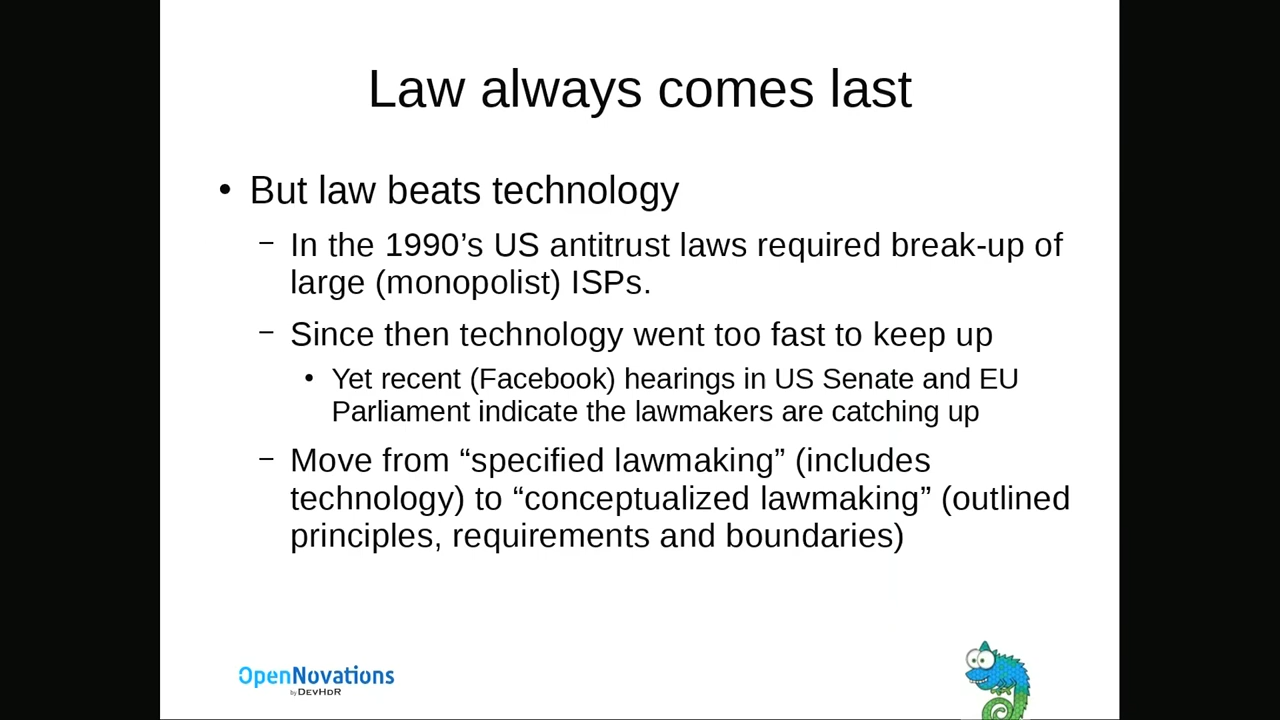 Law always comes last
• But law beats technology
– In the 1990’s US antitrust laws required break-up of
large (monopolist) ISPs.
– Since then technology went too fast to keep up
• Yet recent (Facebook) hearings in US Senate and EU
Parliament indicate the lawmakers are catching up
– Move from “specified lawmaking” (includes
technology) to “conceptualized lawmaking” (outlined
principles, requirements and boundaries)
OpenNovations
by DEVHDR